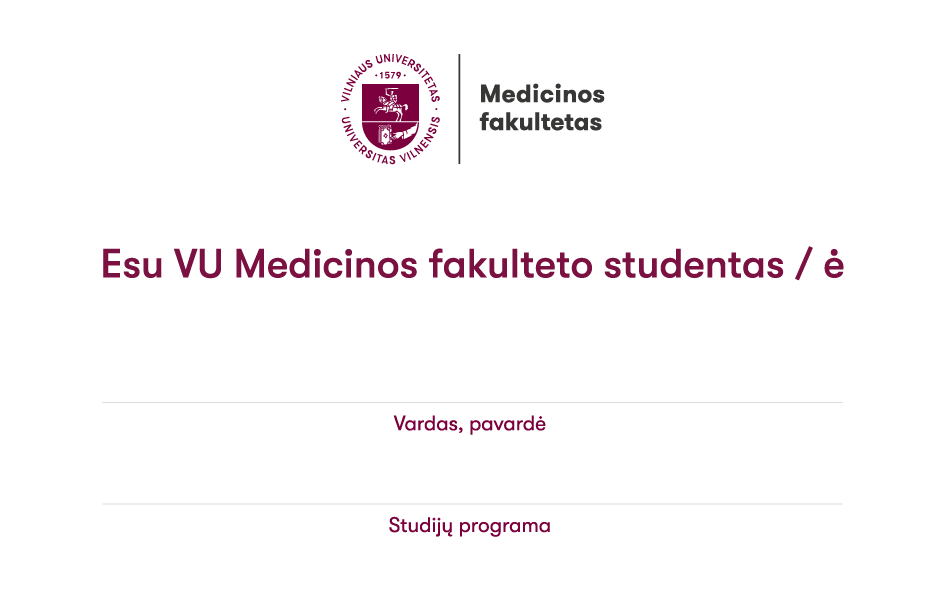 VILNIAUS UNIVERSITETAS
· 1579 ·
UNIVERSITAS VILNENSIS
Medicinos
fakultetas
Esu VU Medicinos fakulteto studentas / ė
Vardas, pavardė
Studijų programa